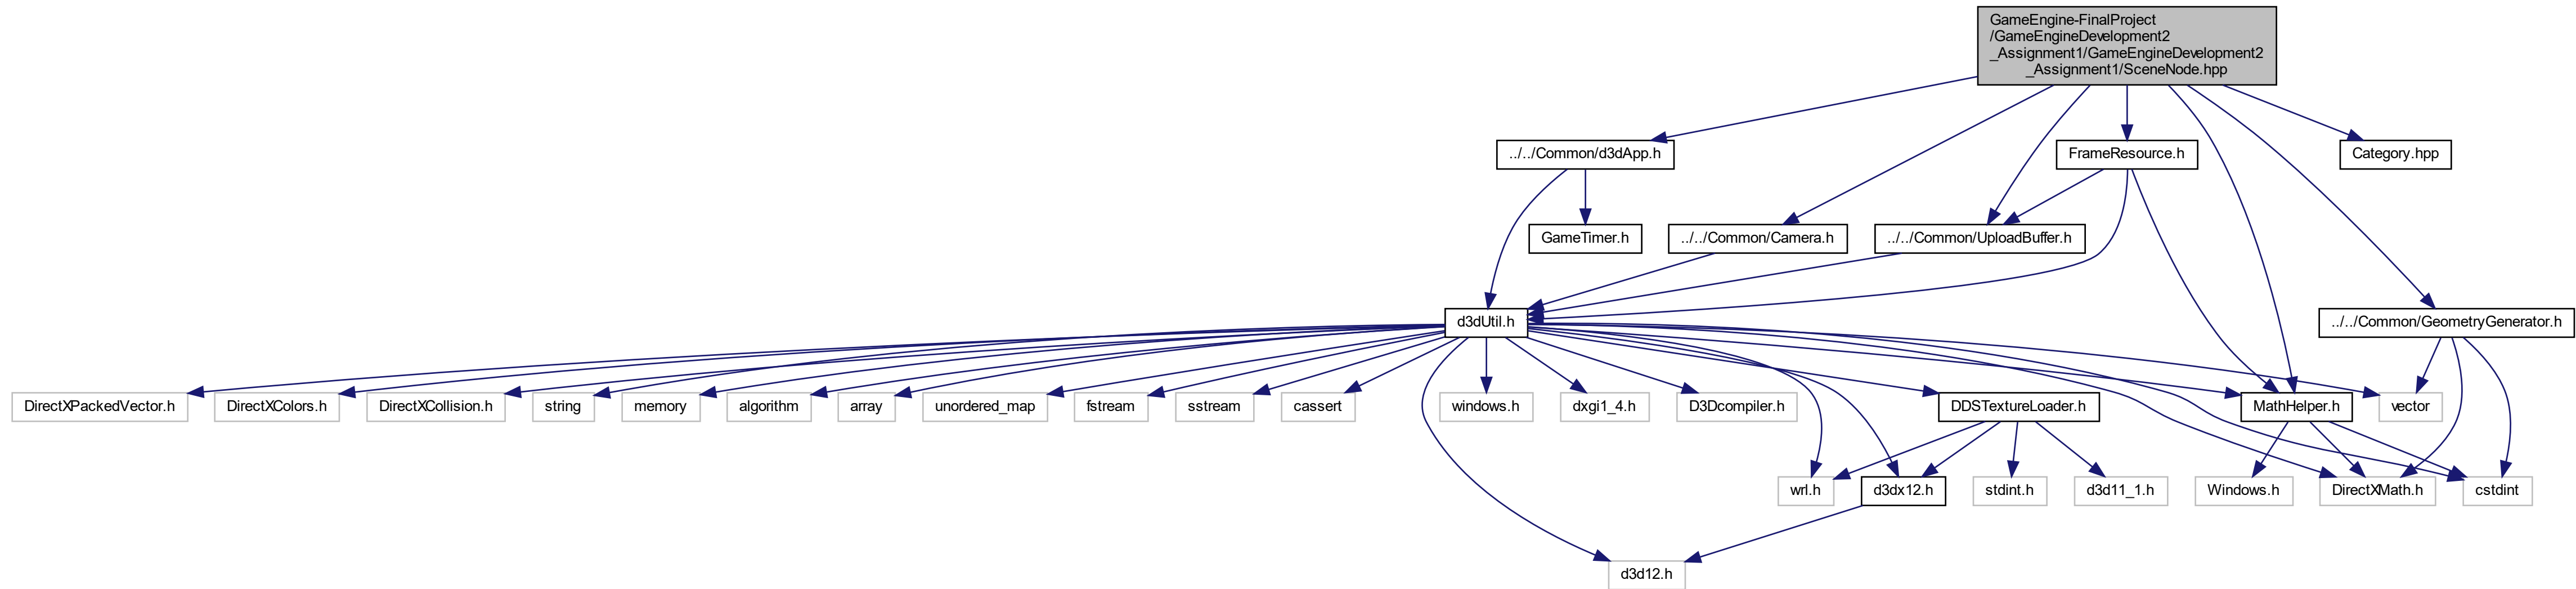 GameEngine-FinalProject
/GameEngineDevelopment2
_Assignment1/GameEngineDevelopment2
_Assignment1/SceneNode.hpp
../../Common/d3dApp.h
FrameResource.h
Category.hpp
GameTimer.h
../../Common/Camera.h
../../Common/UploadBuffer.h
d3dUtil.h
../../Common/GeometryGenerator.h
DirectXPackedVector.h
DirectXColors.h
DirectXCollision.h
string
memory
algorithm
array
unordered_map
fstream
sstream
cassert
windows.h
dxgi1_4.h
D3Dcompiler.h
DDSTextureLoader.h
MathHelper.h
vector
wrl.h
d3dx12.h
stdint.h
d3d11_1.h
Windows.h
DirectXMath.h
cstdint
d3d12.h